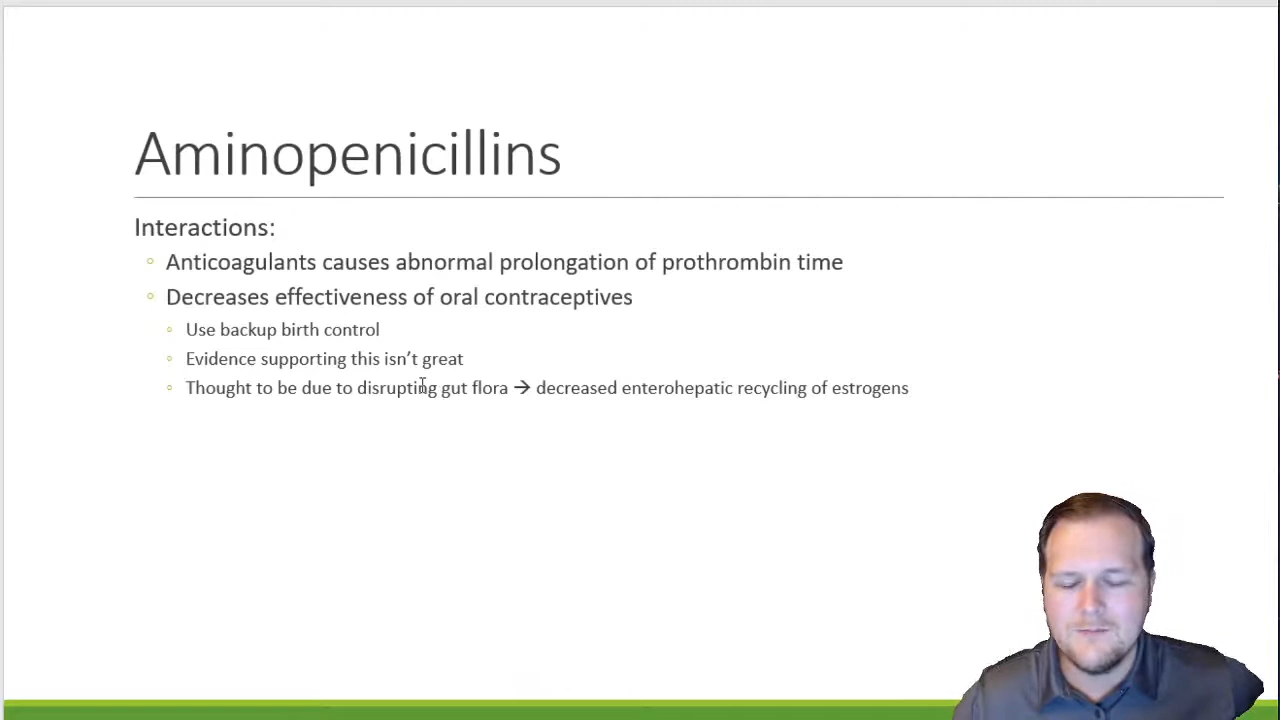 Aminopenicillins
Interactions:
◦ Anticoagulants causes abnormal prolongation of prothrombin time
◦ Decreases effectiveness of oral contraceptives
◦ Use backup birth control
◦ Evidence supporting this isn’t great
◦ Thought to be due to disrupting gut flora → decreased enterohepatic recycling of estrogens